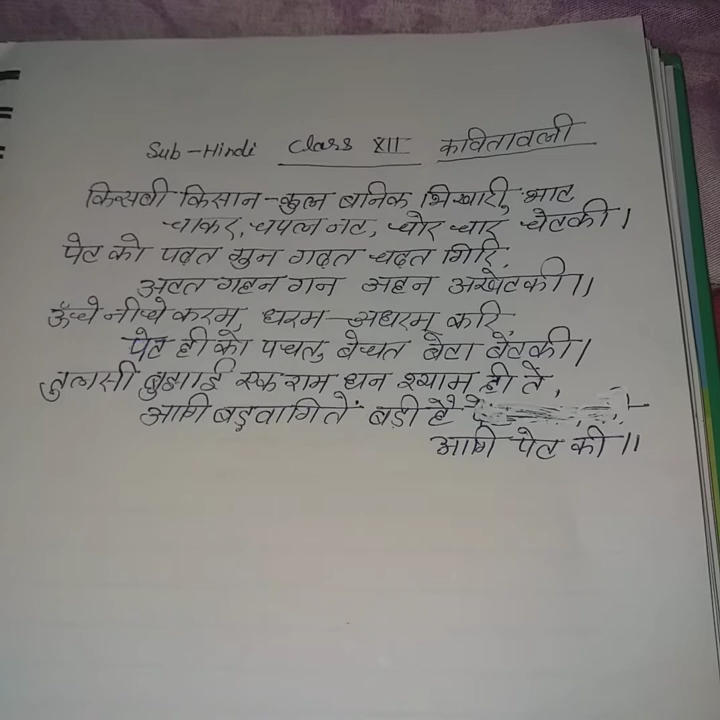 Sub-Hindi Class XII कवितावली
किसबी किसान-कुल बनिक भिखारी, भाट
चाकर, चपल नट, चोर चार चेटकी।
पेट को पढ़त गुन गढ़त चढ़त गिरि,
अटत गहन गन अहन अखेटकी॥
ऊँचे नीचे करम, धरम-अधरम करि,
पेट ही को पचत, बेचत बेटा बेटकी।
तुलसी बुझाई एक राम घन श्याम ही तें,
आगि बड़वागि तें बड़ी है
आगि पेट की॥